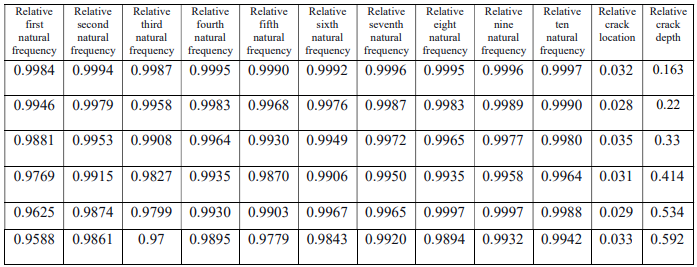 Relative first natural frequency Relative second natural frequency Relative third natural frequency Relative fourth natural frequency Relative fifth natural frequency Relative sixth natural frequency Relative seventh natural frequency Relative eight natural frequency Relative nine natural frequency Relative ten natural frequency Relative crack location Relative crack depth
0.9984 0.9994 0.9987 0.9995 0.9990 0.9992 0.9996 0.9995 0.9996 0.9997 0.032 0.163
0.9946 0.9979 0.9958 0.9983 0.9968 0.9976 0.9987 0.9983 0.9989 0.9990 0.028 0.22
0.9881 0.9953 0.9908 0.9964 0.9930 0.9949 0.9972 0.9965 0.9977 0.9980 0.035 0.33
0.9769 0.9915 0.9827 0.9935 0.9870 0.9906 0.9950 0.9935 0.9958 0.9964 0.031 0.414
0.9625 0.9874 0.9799 0.9930 0.9903 0.9967 0.9965 0.9997 0.9997 0.9988 0.029 0.534
0.9588 0.9861 0.97 0.9895 0.9779 0.9843 0.9920 0.9894 0.9932 0.9942 0.033 0.592